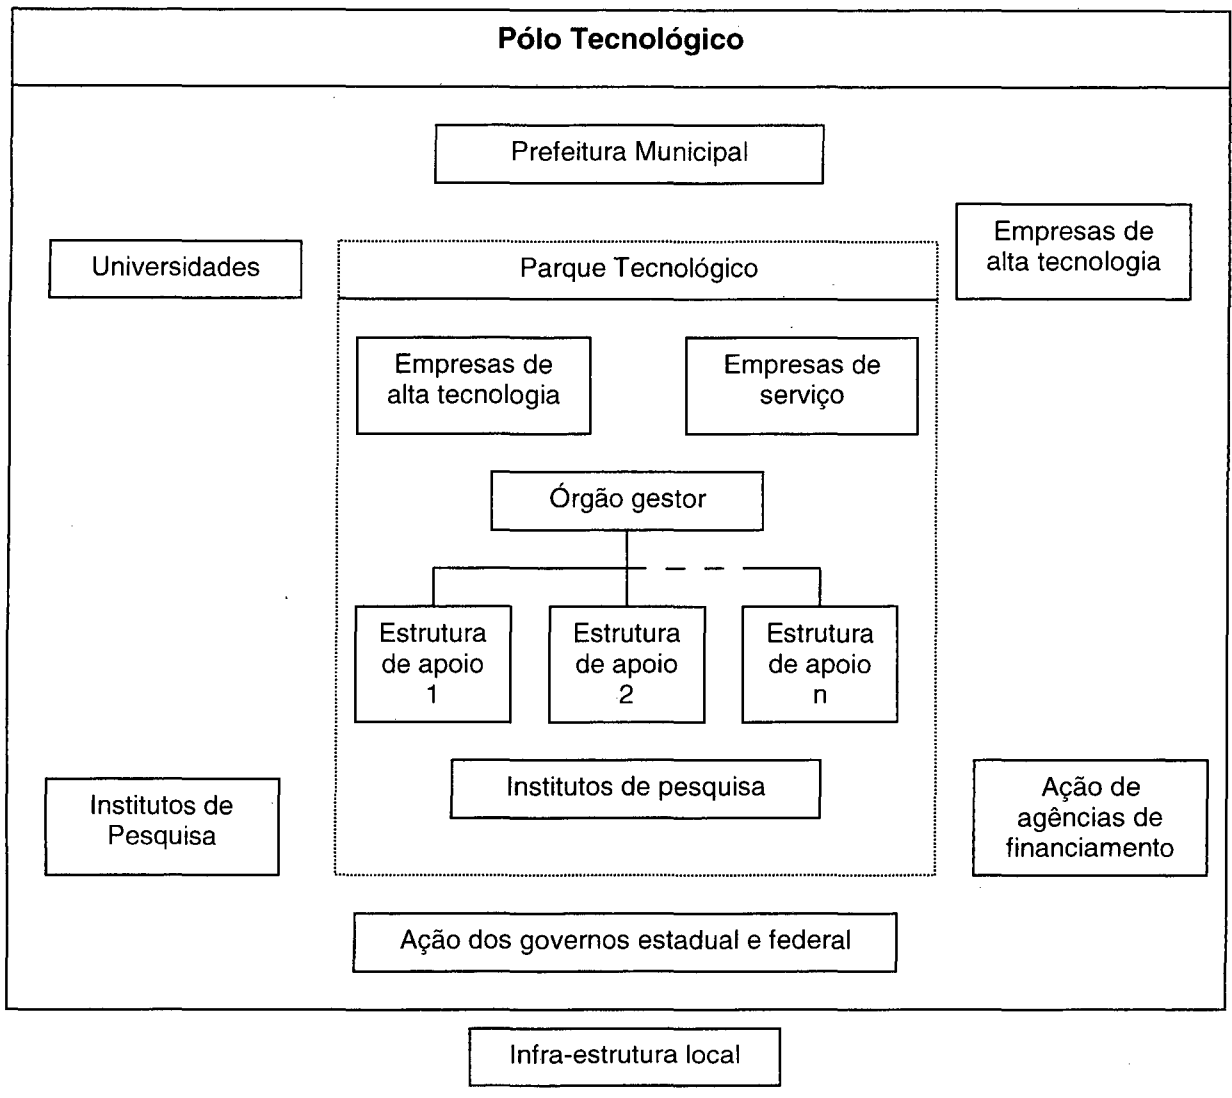 Pólo Tecnológico
Prefeitura Municipal
Universidades
Parque Tecnológico
Empresas de
alta tecnologia
Empresas de
alta tecnologia
Empresas de
serviço
Órgão gestor
Estrutura
de apoio
1
Estrutura
de apoio
2
Estrutura
de apoio
n
Institutos de pesquisa
Institutos de
Pesquisa
Ação de
agências de
financiamento
Ação dos governos estadual e federal
Infra-estrutura local